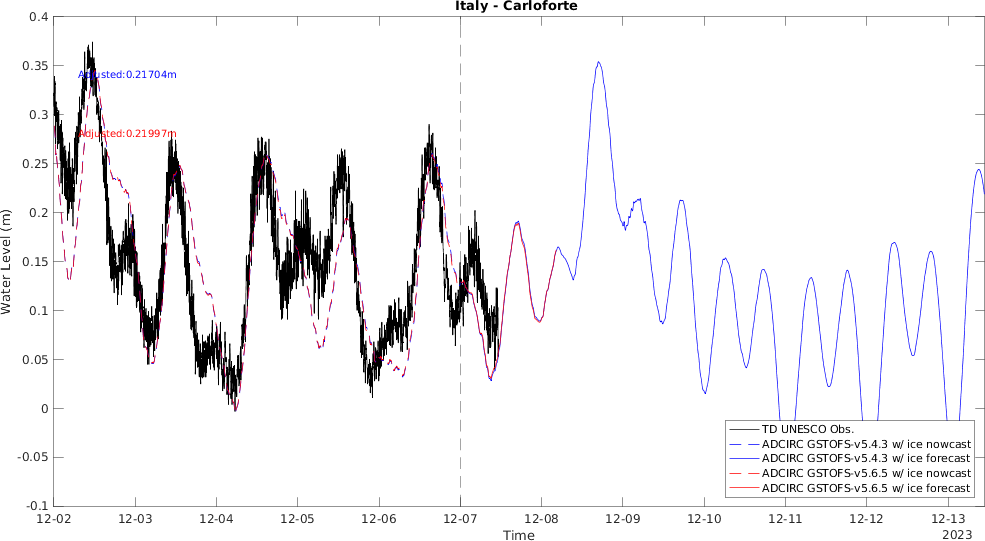 Italy - Carloforte
0.4
0.35
0.3
0.25
0.2
0.15
0.1
0.05
0
-0.05
-0.1
Water Level (m)
Adjusted:0.21704m
Adjusted:0.21997m
TD UNESCO Obs.
ADCIRC GSTOFS-v5.4.3 w/ ice nowcast
ADCIRC GSTOFS-v5.4.3 w/ ice forecast
ADCIRC GSTOFS-v5.6.5 w/ ice nowcast
ADCIRC GSTOFS-v5.6.5 w/ ice forecast
12-02 12-03 12-04 12-05 12-06 12-07 12-08 12-09 12-10 12-11 12-12 12-13
Time
2023